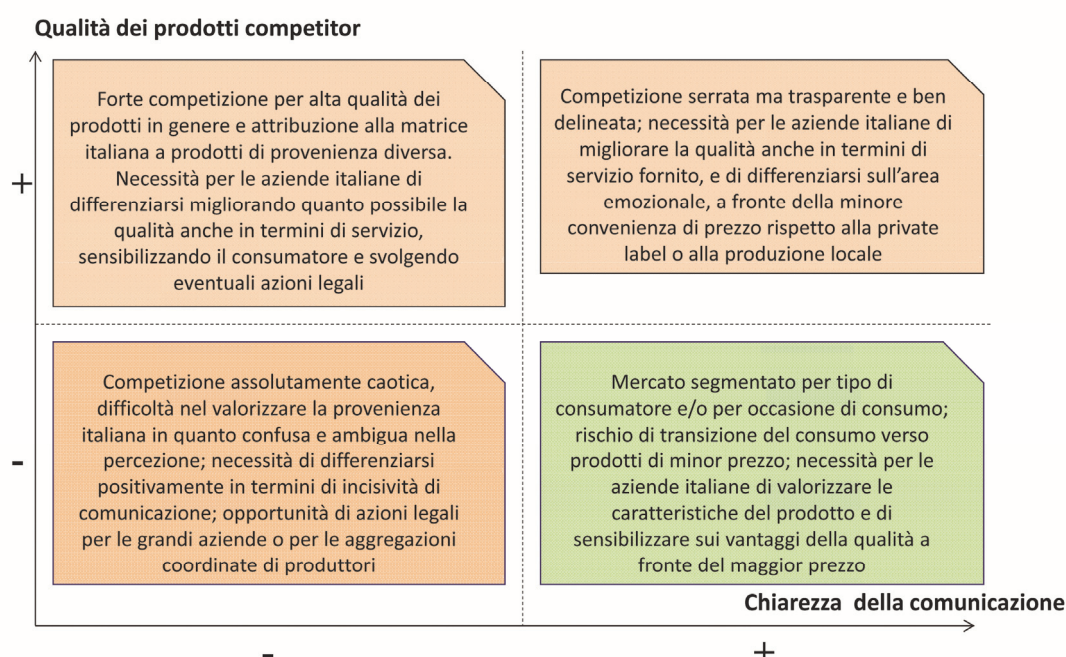 Qualità dei prodotti competitor
Forte competizione per alta qualità dei
prodotti in genere e attribuzione alla matrice
italiana a prodotti di provenienza diversa.
Necessità per le aziende italiane di
differenziarsi migliorando quanto possibile la
qualità anche in termini di servizio,
sensibilizzando il consumatore e svolgendo
eventuali azioni legali
Competizione serrata ma trasparente e ben
delineata; necessità per le aziende italiane di
migliorare la qualità anche in termini di
servizio fornito, e di differenziarsi sull'area
emozionale, a fronte della minore
convenienza di prezzo rispetto alla private
label o alla produzione locale
+
Competizione assolutamente caotica,
difficoltà nel valorizzare la provenienza
italiana in quanto confusa e ambigua nella
percezione; necessità di differenziarsi
positivamente in termini di incisività di
comunicazione; opportunità di azioni legali
per le grandi aziende o per le aggregazioni
coordinate di produttori
Mercato segmentato per tipo di
consumatore e/o per occasione di consumo;
rischio di transizione del consumo verso
prodotti di minor prezzo; necessità per le
aziende italiane di valorizzare le
caratteristiche del prodotto e di
sensibilizzare sui vantaggi della qualità a
fronte del maggior prezzo
-
Chiarezza della comunicazione
- +